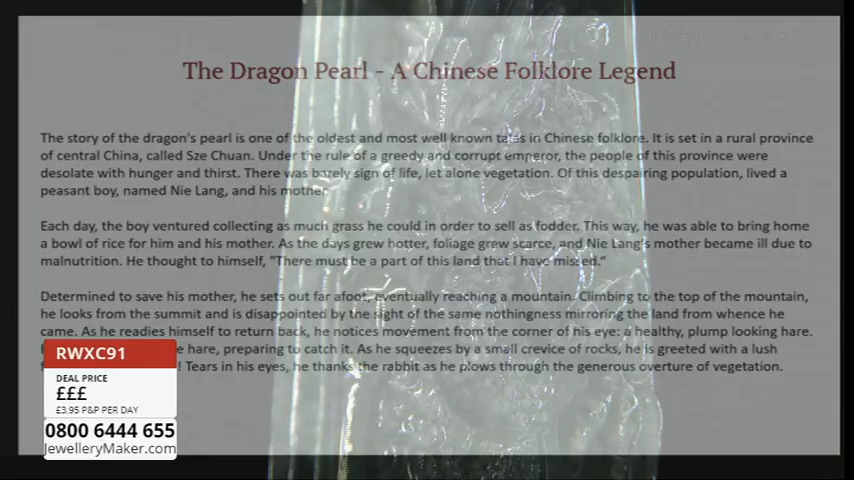 JEWELLERY MAKER
The Dragon Pearl - A Chinese Folklore Legend
The story of the dragon's pearl is one of the oldest and most well known tales in Chinese folklore. It is set in a rural province
of central China, called Sze Chuan. Under the rule of a greedy and corrupt emperor, the people of this province were
desolate with hunger and thirst. There was barely sign of life, let alone vegetation. Of this despairing population, lived a
peasant boy, named Nie Lang, and his mother.
Each day, the boy ventured collecting as much grass he could in order to sell as fodder. This way, he was able to bring home
a bowl of rice for him and his mother. As the days grew hotter, foliage grew scarce, and Nie Lang's mother became ill due to
malnutrition. He thought to himself, "There must be a part of this land that I have missed."
Determined to save his mother, he sets out far afoot, eventually reaching a mountain. Climbing to the top of the mountain,
he looks from the summit and is disappointed by the sight of the same nothingness mirroring the land from whence he
came. As he readies himself to return back, he notices movement from the corner of his eye: a healthy, plump looking hare.
hare, preparing to catch it. As he squeezes by a small crevice of rocks, he is greeted with a lush
! Tears in his eyes, he thanks the rabbit as he plows through the generous overture of vegetation.
RWXC91
DEAL PRICE
£££
£3.95 P&P PER DAY
0800 6444 655
JewelleryMaker.com